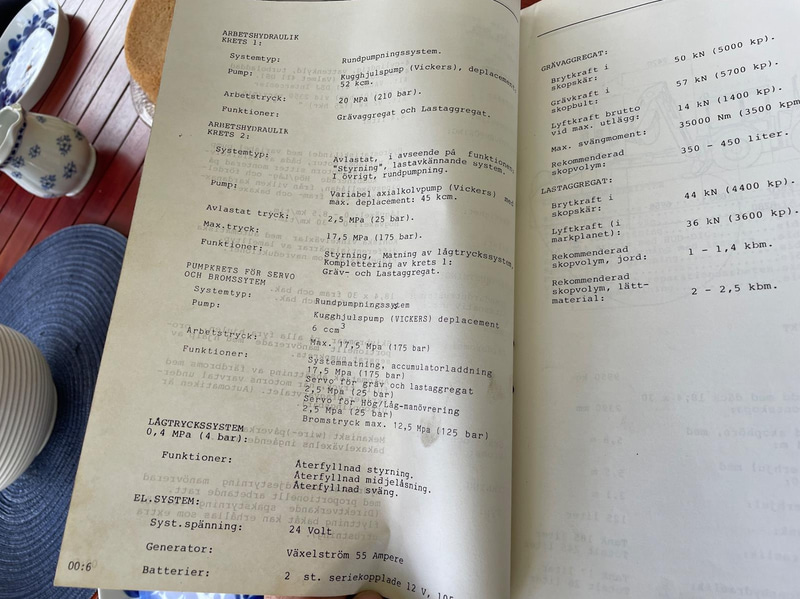 ARBETSHYDRAULIK
KRETS 1:
Systemtyp: Rundpumpningssystem.
Pump: Kugghjulspump (Vickers), deplacement
52 kcm.
Arbetstryck: 20 MPa (210 bar).
Funktioner: Grävaggregat och Lastaggregat.
ARBETSHYDRAULIK
KRETS 2:
Systemtyp: Avlastat, i avseende på funktionen
"Styrning", lastavkännande system.
I övrigt, rundpumpning.
Pump: Variabel axialkolvpump (Vickers) med
max. deplacement: 45 kcm.
Avlastat tryck: 2,5 MPa (25 bar).
Max.tryck: 17,5 MPa (175 bar).
Funktioner: Styrning, Matning av lågtryckssystem,
Komplettering av krets 1:
Gräv- och Lastaggregat.
PUMPKRETS FÖR SERVO
OCH BROMSSYTEM
Systemtyp: Rundpumpningssystem
Pump: Kugghjulspump (VICKERS) deplacement
6 ccm3
Arbetstryck: Max. 17,5 Mpa (175 bar)
Funktioner: Systemmatning, accumulatorladdning
17,5 Mpa (175 bar)
Servo för gräv och lastaggregat
2,5 Mpa (25 bar)
Servo för Hög/Låg-manövrering
2,5 Mpa (25 bar)
Bromstryck max. 12,5 Mpa (125 bar)
LÅGTRYCKSSYSTEM
0,4 MPa (4 bar):
Funktioner: Återfyllnad styrning.
Återfyllnad midjelåsning.
Återfyllnad sväng.
EL.SYSTEM:
Syst.spänning: 24 Volt
Generator: Växelström 55 Ampere
Batterier: 2 st. seriekopplade 12 V,
00:6
GRÄVAGGREGAT:
Brytkraft i
skopskär: 50 kN (5000 kp).
Grävkraft i
skopbult: 57 kN (5700 kp).
Lyftkraft brutto
vid max. utlägg: 14 kN (1400 kp).
Max. svängmoment: 35000 Nm (3500 kpm
Rekommenderad
skopvolym: 350 - 450 liter.
LASTAGGREGAT:
Brytkraft i
skopskär: 44 kN (4400 kp).
Lyftkraft (i
markplanet): 36 kN (3600 kp).
Rekommenderad
skopvolym, jord: 1 - 1,4 kbm.
Rekommenderad
skopvolym, lätt-
material: 2 - 2,5 kbm.